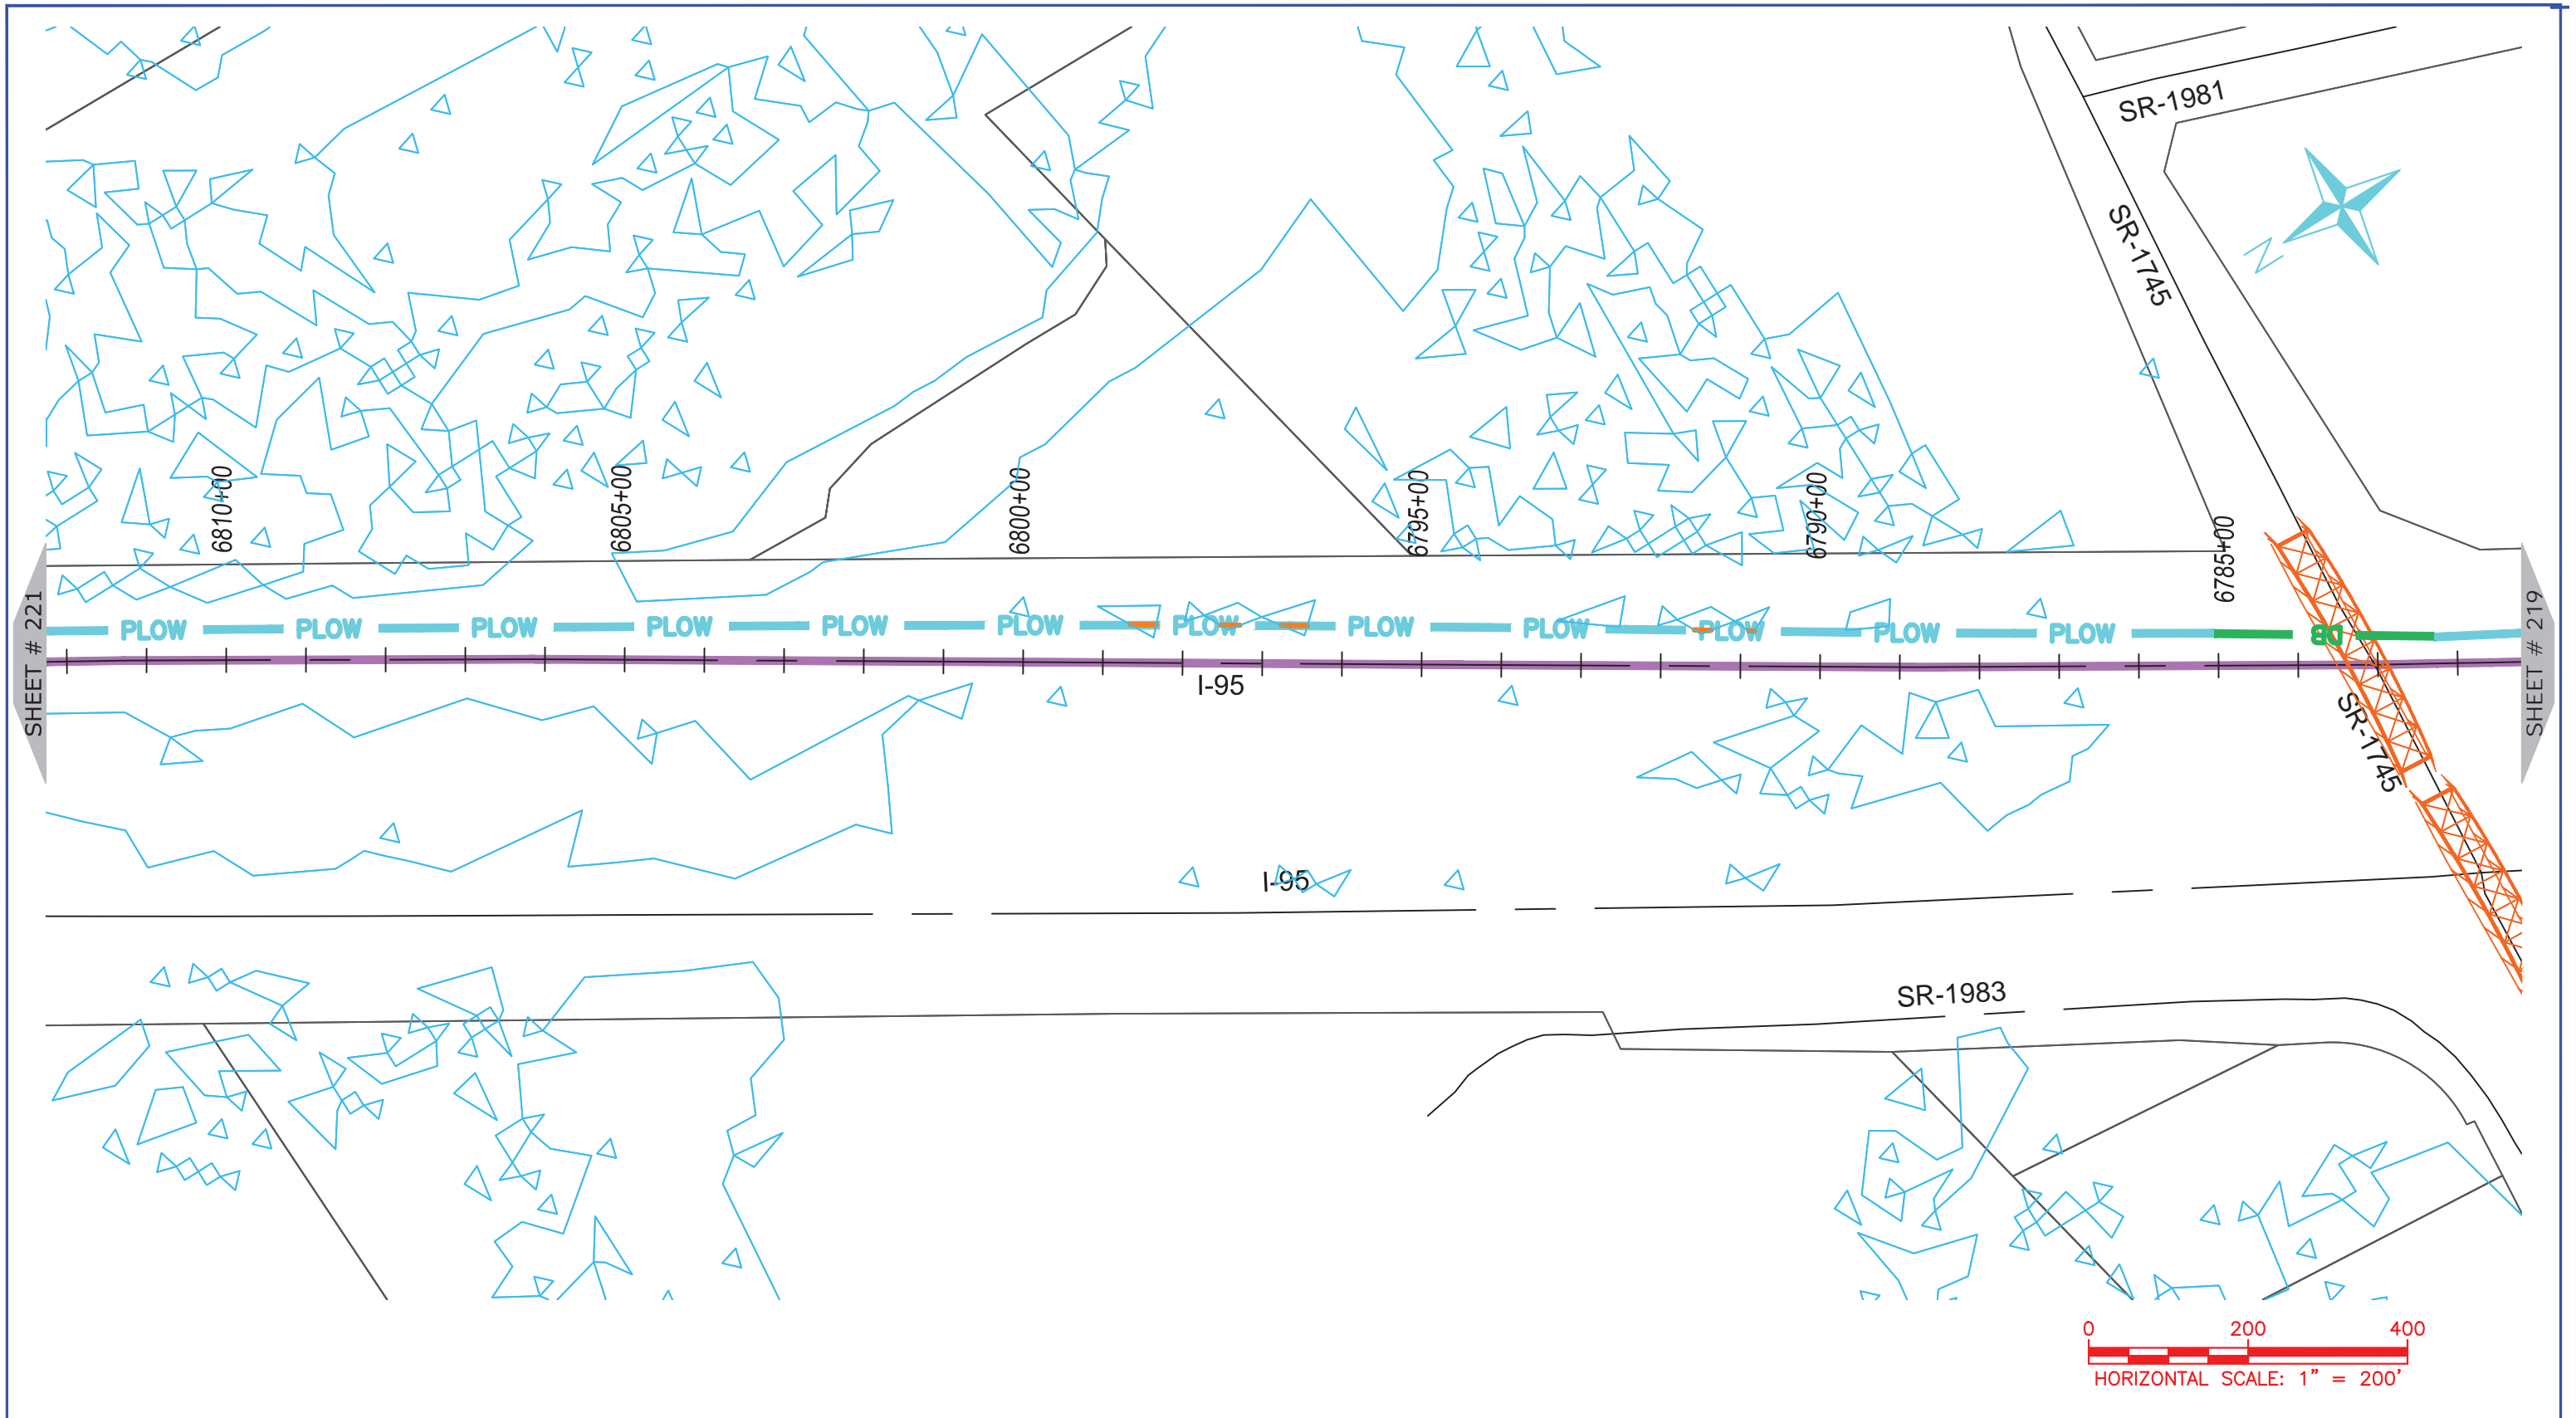 SR-1981
SR-1745
N
6810+00
6805+00
6800+00
6795+00
6790+00
6785+00
SHEET # 221
PLOW PLOW PLOW PLOW PLOW PLOW PLOW PLOW PLOW PLOW PLOW PLOW
SHEET # 219
I-95
SR-1745
I-95
SR-1983
0 200 400
HORIZONTAL SCALE: 1” = 200’